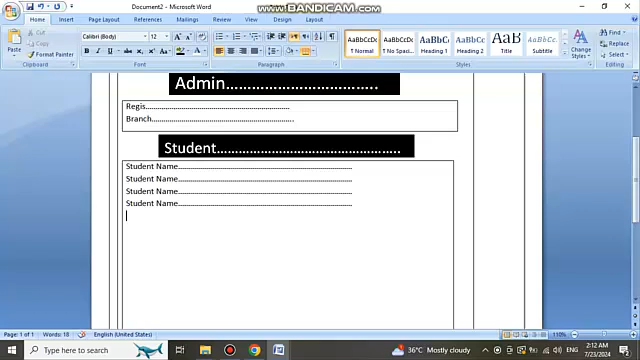 Document2 - Microsoft Word
WWW.BANDICAM.COM
Home Insert Page Layout References Mailings Review View Design Layout
Paste
Clipboard
Calibri (Body) 12
Font
Paragraph
AaBbCcDc AaBbCcDc AaBbC AaBbCc AaB AaBbCc
¶ Normal ¶ No Spaci... Heading 1 Heading 2 Title Subtitle
Change Styles
Styles
Find
Replace
Select
Editing
Admin…………………………………..
Regis……………………………………………………
Branch…………………………………………………..
Student…………………………………………..
Student Name………………………………………………………………
Student Name………………………………………………………………
Student Name………………………………………………………………
Student Name………………………………………………………………
Page: 1 of 1 Words: 18 English (United States) 110%
Type here to search
36°C Mostly cloudy
ENG
2:12 AM
7/23/2024